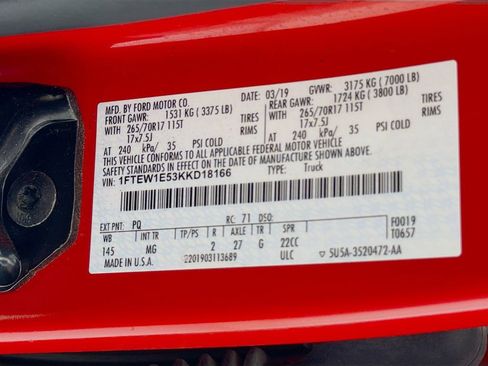 MFD. BY FORD MOTOR CO. 03/19 GVWR: 3175 KG ( 7000 LB)
FRONT GAWR: 1531 KG ( 3375 LB) REAR GAWR: 1724 KG ( 3800 LB)
WITH 265/70R17 115T TIRES WITH 265/70R17 115T TIRES
17x7.5J 17x7.5J
AT 240 kPa/ 35 PSI COLD AT 240 kPa/ 35 PSI COLD
THIS VEHICLE CONFORMS TO ALL APPLICABLE FEDERAL MOTOR VEHICLE
SAFETY STANDARDS IN EFFECT ON THE DATE OF MANUFACTURE SHOWN ABOVE.
VIN: 1FTEW1E53KKD18166 TYPE: Truck
EXT PNT: PQ RC: 71 DSO: F0019
WB INT TR TP/PS R AXLE TR SPR T0657
145 MG 2 27 G 22CC
MADE IN U.S.A. 2201903113689 ULC ▽ 5U5A-3520472-AA